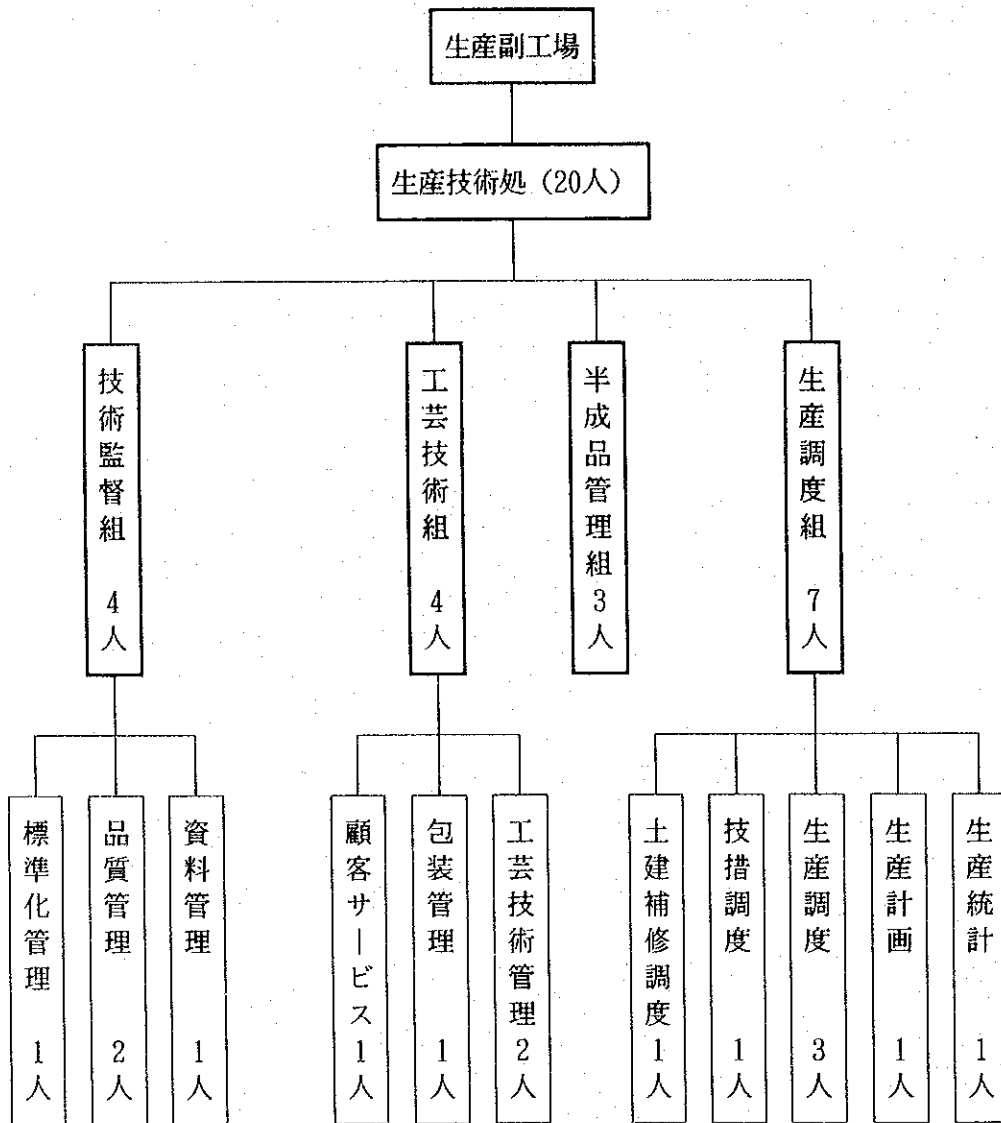 生産副工場
生産技術処（20人）
技術監督組 4人
工芸技術組 4人
半成品管理組 3人
生産調度組 7人
標準化管理 1人
品質管理 2人
資料管理 1人
顧客サービス 1人
包装管理 1人
工芸技術管理 2人
土建補修調度 1人
技措調度 1人
生産調度 3人
生産計画 1人
生産統計 1人